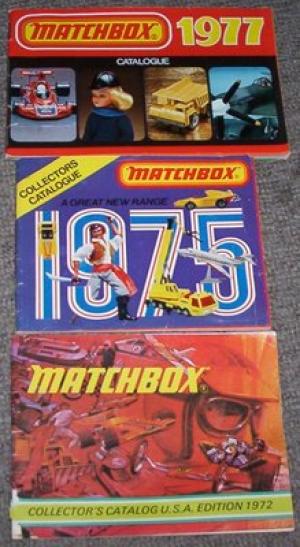 MATCHBOX 1977
CATALOGUE
COLLECTORS
CATALOGUE
MATCHBOX
A GREAT NEW RANGE
1975
MATCHBOX
COLLECTOR'S CATALOG U.S.A. EDITION 1972